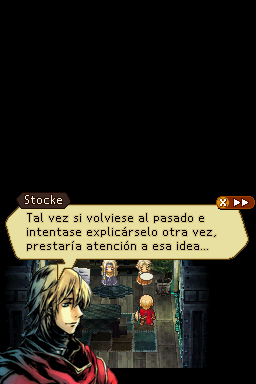 Stocke
X
Tal vez si volviese al pasado e
intentase explicárselo otra vez,
prestaría atención a esa idea...